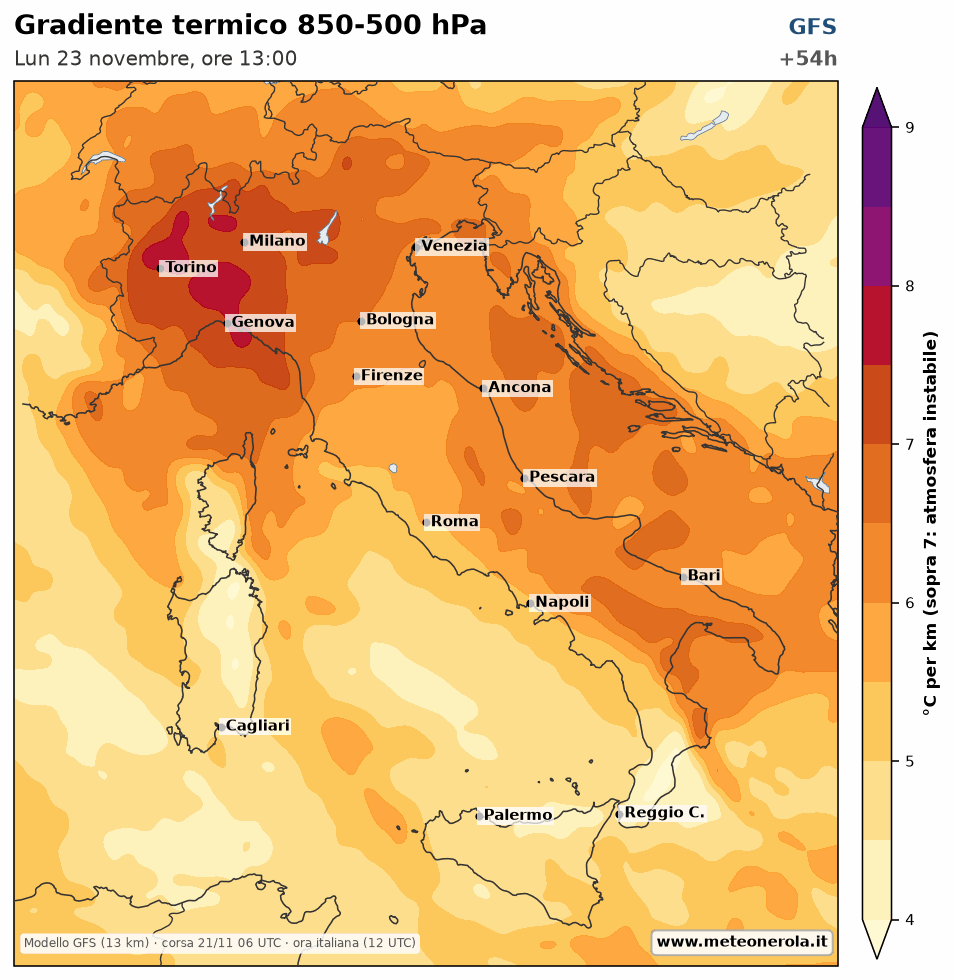 Gradiente termico 850-500 hPa
GFS
Lun 23 novembre, ore 13:00
+54h
9
8
7
6
5
4
°C per km (sopra 7: atmosfera instabile)
Milano
Venezia
Torino
Genova
Bologna
Firenze
Ancona
Pescara
Roma
Bari
Napoli
Cagliari
Palermo
Reggio C.
Modello GFS (13 km) · corsa 21/11 06 UTC · ora italiana (12 UTC)
www.meteonerola.it